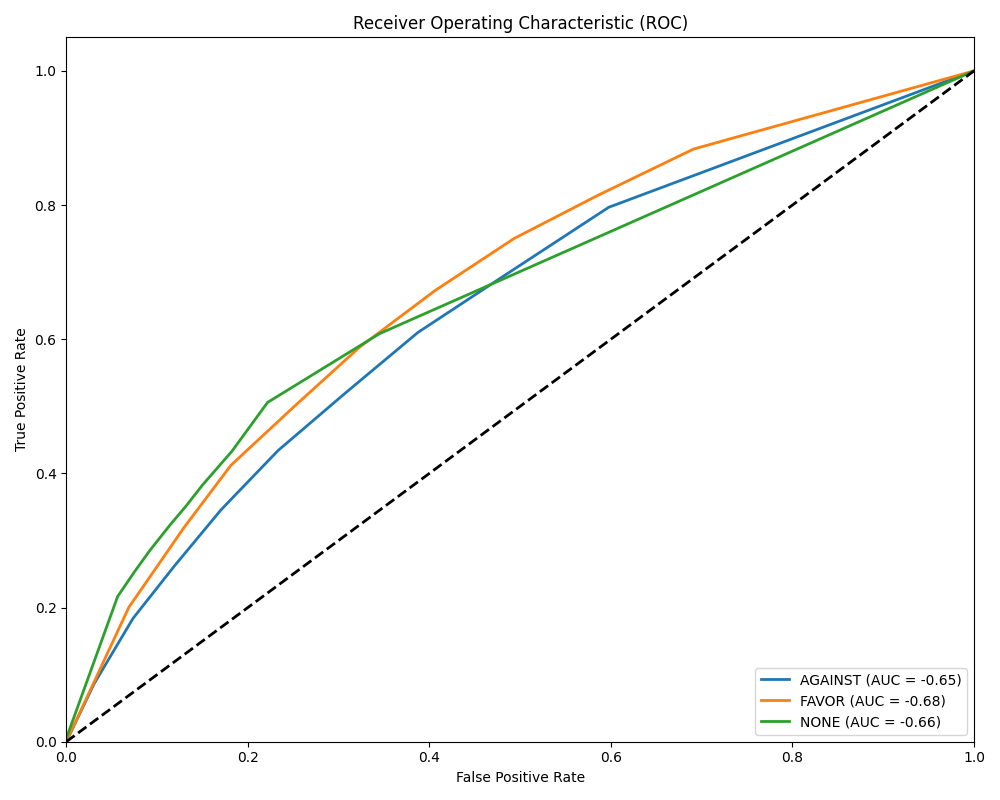 Receiver Operating Characteristic (ROC)
1.0
0.8
0.6
0.4
0.2
0.0
True Positive Rate
AGAINST (AUC = -0.65)
FAVOR (AUC = -0.68)
NONE (AUC = -0.66)
0.0 0.2 0.4 0.6 0.8 1.0
False Positive Rate